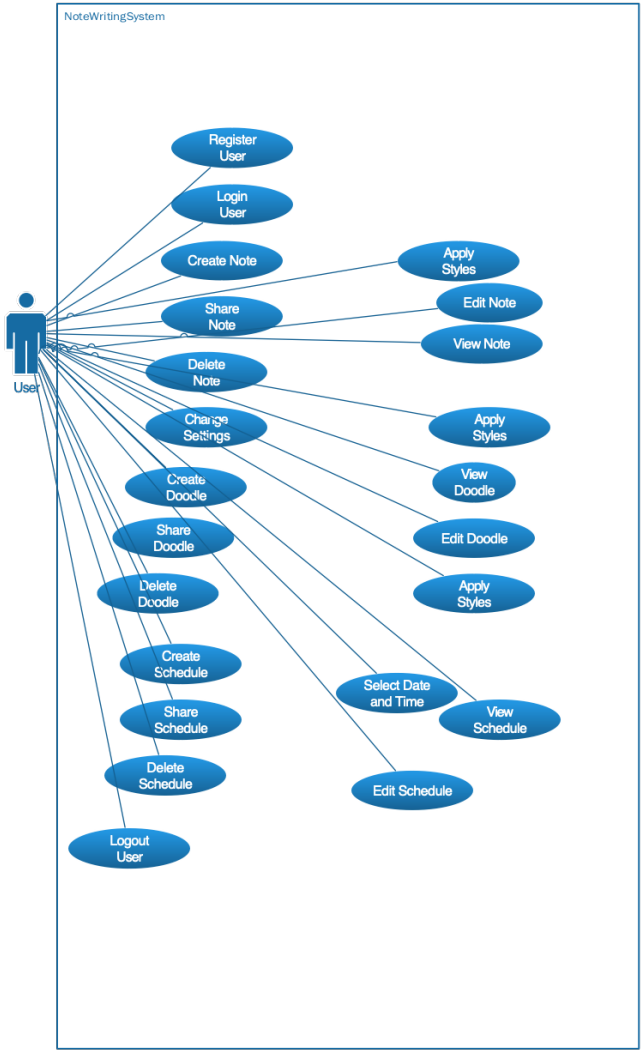 NoteWritingSystem
Register
User
Login
User
Create Note
Apply
Styles
Share
Note
Edit Note
View Note
User
Delete
Note
Change
Settings
Apply
Styles
Create
Doodle
View
Doodle
Share
Doodle
Edit Doodle
Delete
Doodle
Apply
Styles
Create
Schedule
Select Date
and Time
Share
Schedule
View
Schedule
Delete
Schedule
Edit Schedule
Logout
User